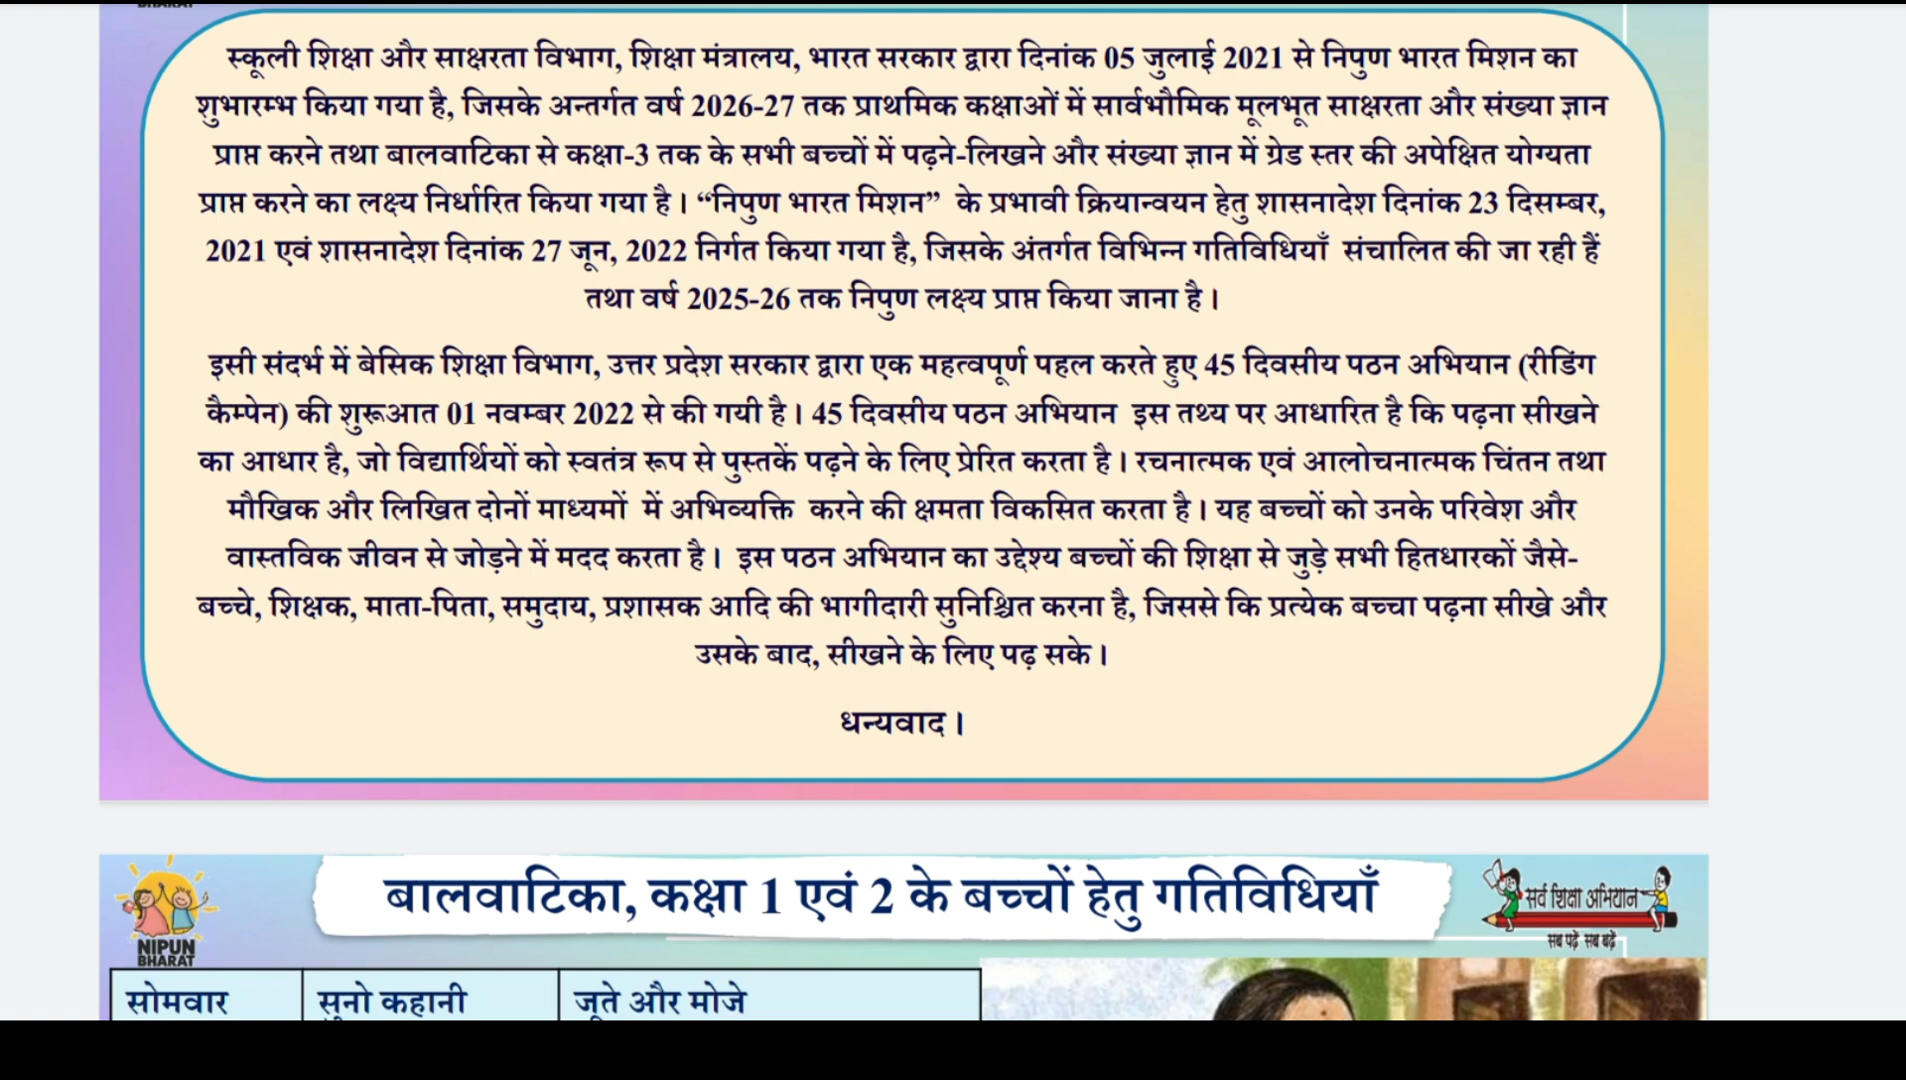 स्कूली शिक्षा और साक्षरता विभाग, शिक्षा मंत्रालय, भारत सरकार द्वारा दिनांक 05 जुलाई 2021 से निपुण भारत मिशन का
शुभारम्भ किया गया है, जिसके अन्तर्गत वर्ष 2026-27 तक प्राथमिक कक्षाओं में सार्वभौमिक मूलभूत साक्षरता और संख्या ज्ञान
प्राप्त करने तथा बालवाटिका से कक्षा-3 तक के सभी बच्चों में पढ़ने-लिखने और संख्या ज्ञान में ग्रेड स्तर की अपेक्षित योग्यता
प्राप्त करने का लक्ष्य निर्धारित किया गया है। “निपुण भारत मिशन” के प्रभावी क्रियान्वयन हेतु शासनादेश दिनांक 23 दिसम्बर,
2021 एवं शासनादेश दिनांक 27 जून, 2022 निर्गत किया गया है, जिसके अंतर्गत विभिन्न गतिविधियाँ संचालित की जा रही हैं
तथा वर्ष 2025-26 तक निपुण लक्ष्य प्राप्त किया जाना है।
इसी संदर्भ में बेसिक शिक्षा विभाग, उत्तर प्रदेश सरकार द्वारा एक महत्वपूर्ण पहल करते हुए 45 दिवसीय पठन अभियान (रीडिंग
कैम्पेन) की शुरूआत 01 नवम्बर 2022 से की गयी है। 45 दिवसीय पठन अभियान इस तथ्य पर आधारित है कि पढ़ना सीखने
का आधार है, जो विद्यार्थियों को स्वतंत्र रूप से पुस्तकें पढ़ने के लिए प्रेरित करता है। रचनात्मक एवं आलोचनात्मक चिंतन तथा
मौखिक और लिखित दोनों माध्यमों में अभिव्यक्ति करने की क्षमता विकसित करता है। यह बच्चों को उनके परिवेश और
वास्तविक जीवन से जोड़ने में मदद करता है। इस पठन अभियान का उद्देश्य बच्चों की शिक्षा से जुड़े सभी हितधारकों जैसे-
बच्चे, शिक्षक, माता-पिता, समुदाय, प्रशासक आदि की भागीदारी सुनिश्चित करना है, जिससे कि प्रत्येक बच्चा पढ़ना सीखे और
उसके बाद, सीखने के लिए पढ़ सके।
धन्यवाद।
बालवाटिका, कक्षा 1 एवं 2 के बच्चों हेतु गतिविधियाँ
NIPUN
BHARAT
सर्व शिक्षा अभियान
सब पढ़ें सब बढ़ें
सोमवार
सुनो कहानी
जूते और मोजे